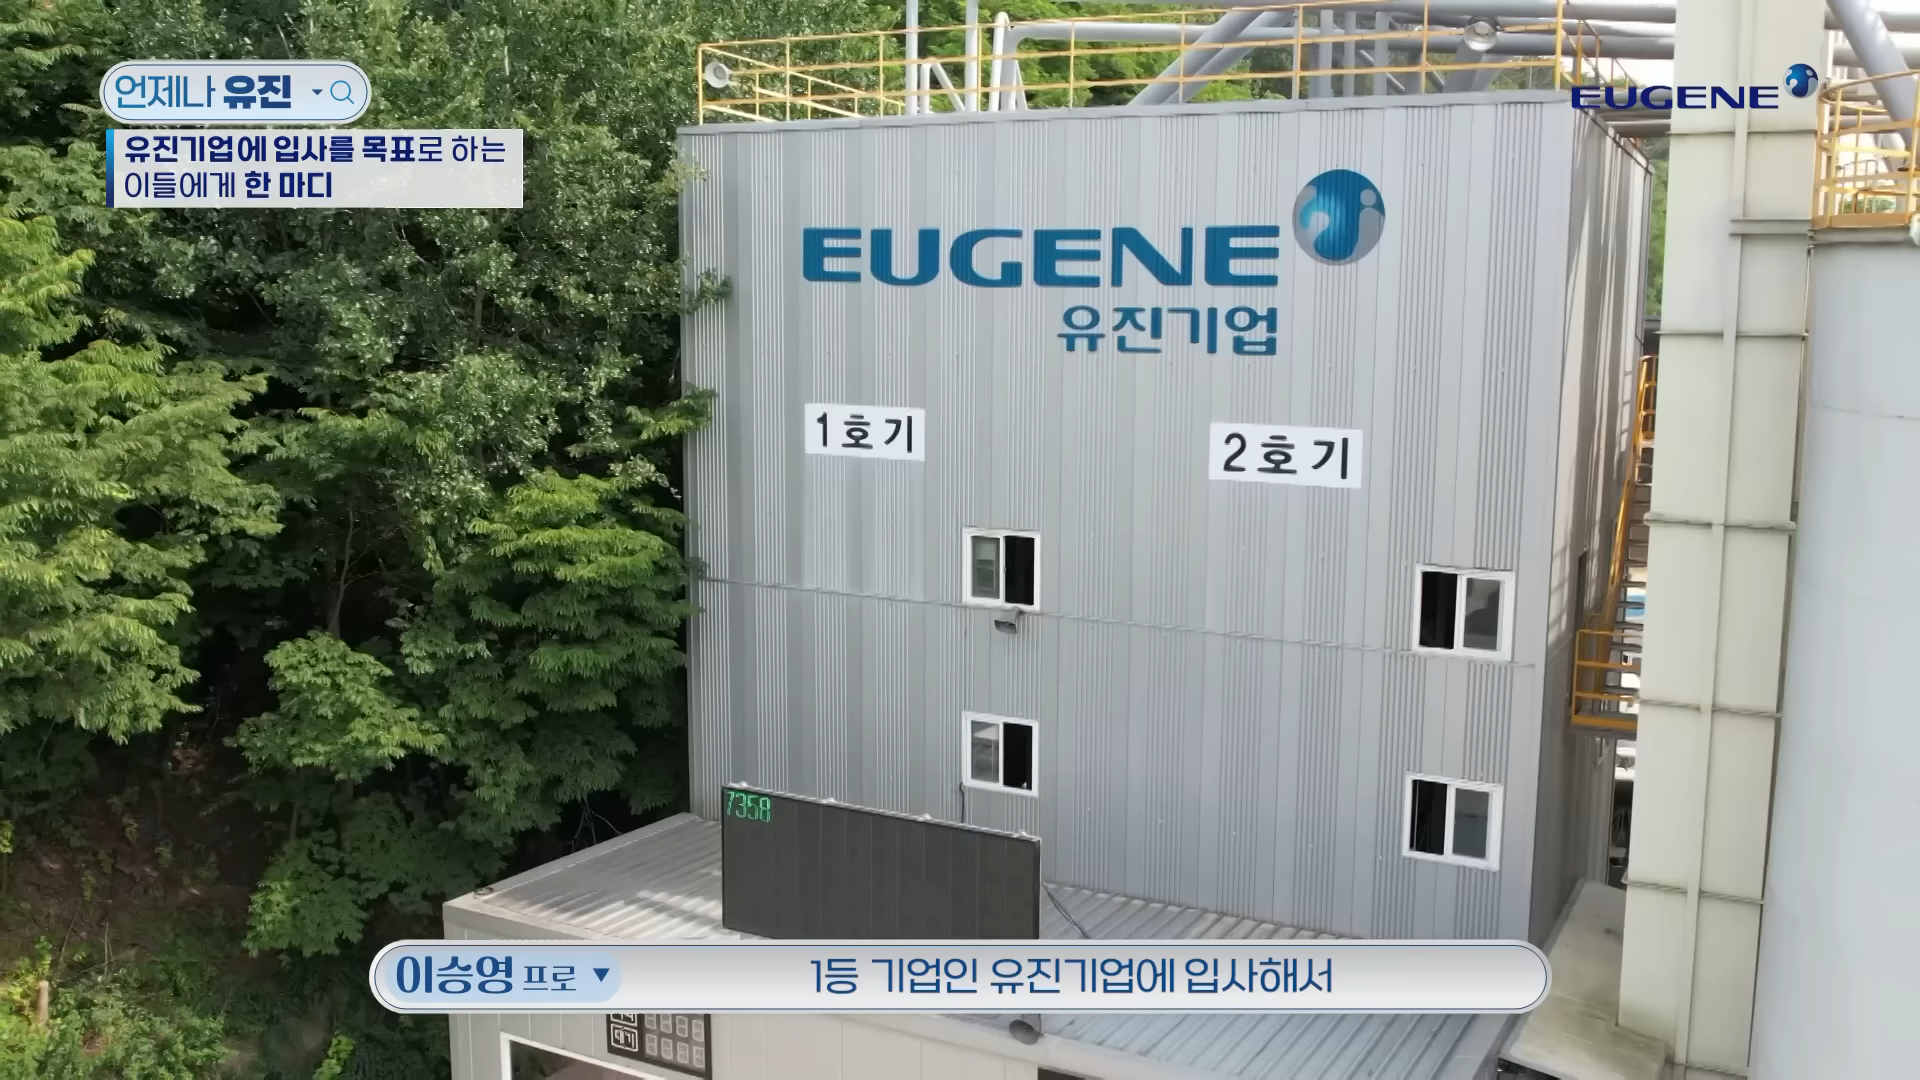 언제나 유진
유진기업에 입사를 목표로 하는
이들에게 한 마디
EUGENE
EUGENE
유진기업
1호기
2호기
7358
이승영 프로
1등 기업인 유진기업에 입사해서
대기